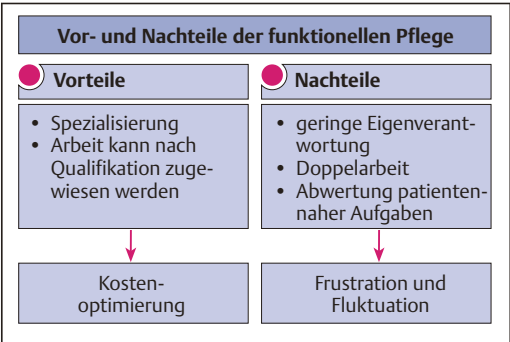 Vor- und Nachteile der funktionellen Pflege
Vorteile
• Spezialisierung
• Arbeit kann nach
Qualifikation zuge-
wiesen werden
Kosten-
optimierung
Nachteile
• geringe Eigenverant-
wortung
• Doppelarbeit
• Abwertung patienten-
naher Aufgaben
Frustration und
Fluktuation